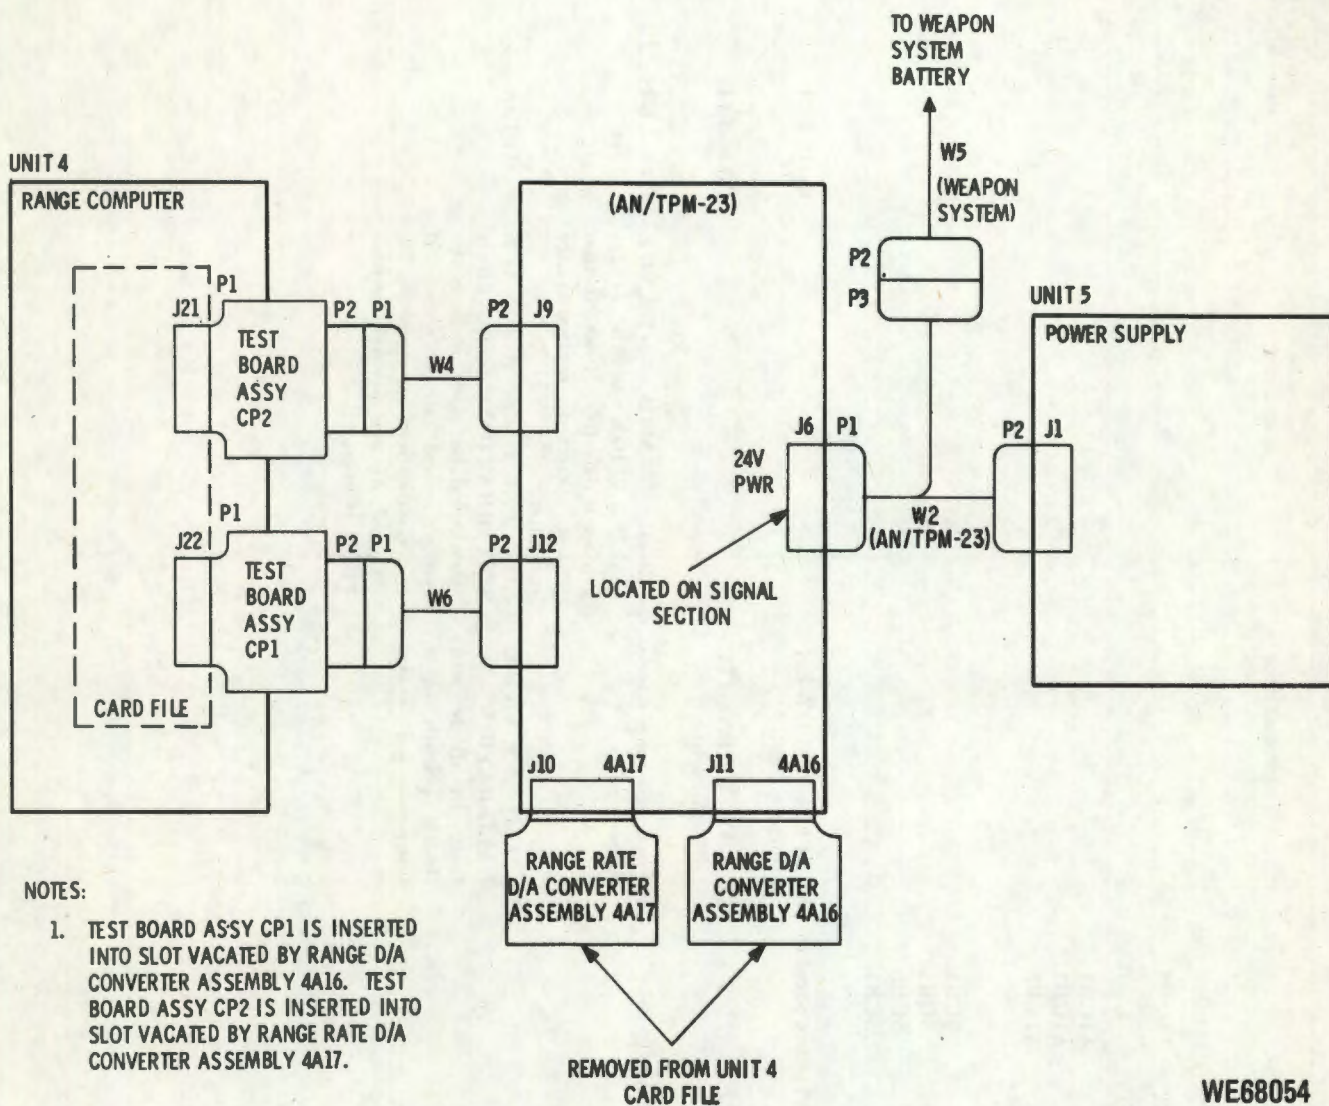 TO WEAPON
SYSTEM
BATTERY
W5
(WEAPON
SYSTEM)
P2
P3
UNIT 4
RANGE COMPUTER
(AN/TPM-23)
UNIT 5
POWER SUPPLY
J21
P1
TEST
BOARD
ASSY
CP2
P2
P1
W4
P2
J9
J22
P1
TEST
BOARD
ASSY
CP1
P2
P1
W6
P2
J12
CARD FILE
24V
PWR
J6
P1
W2
(AN/TPM-23)
P2
J1
LOCATED ON SIGNAL
SECTION
J10
4A17
J11
4A16
RANGE RATE
D/A CONVERTER
ASSEMBLY 4A17
RANGE D/A
CONVERTER
ASSEMBLY 4A16
REMOVED FROM UNIT 4
CARD FILE
NOTES:
1. TEST BOARD ASSY CP1 IS INSERTED
INTO SLOT VACATED BY RANGE D/A
CONVERTER ASSEMBLY 4A16. TEST
BOARD ASSY CP2 IS INSERTED INTO
SLOT VACATED BY RANGE RATE D/A
CONVERTER ASSEMBLY 4A17.
WE68054